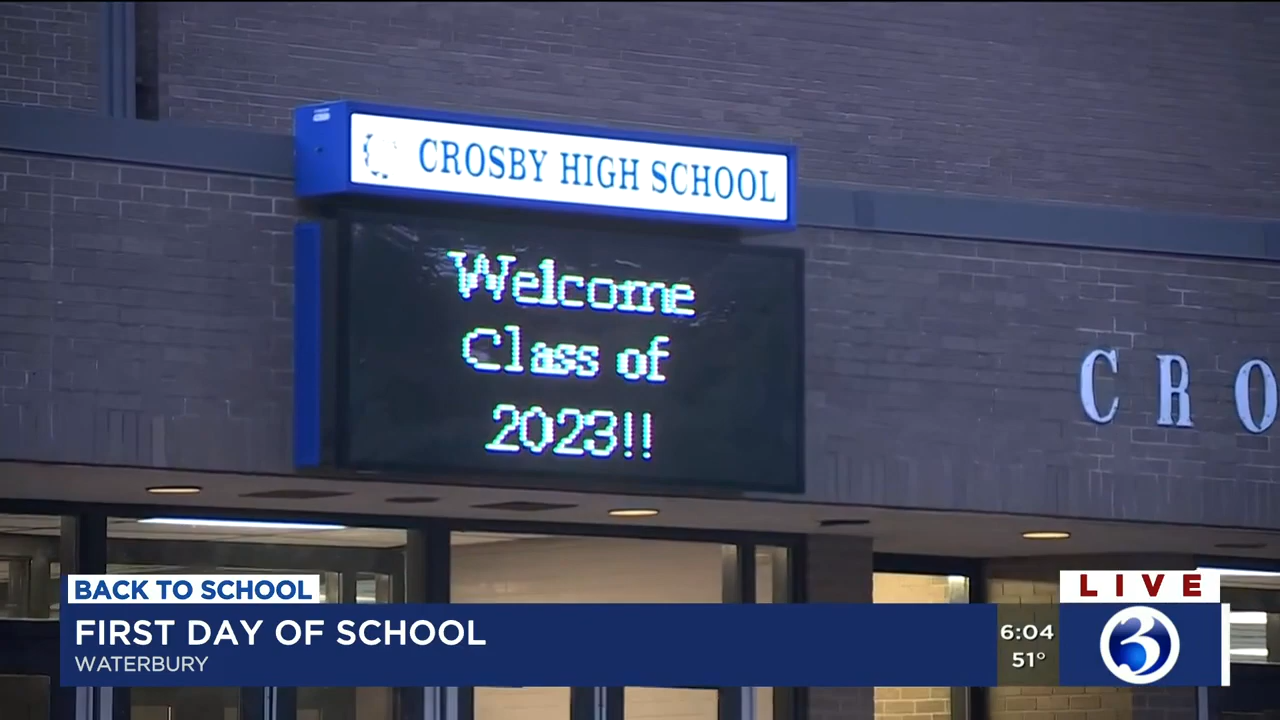 CROSBY HIGH SCHOOL
Welcome
Class of
2023!!
CRO
BACK TO SCHOOL
FIRST DAY OF SCHOOL
WATERBURY
6:04
51°
LIVE
3